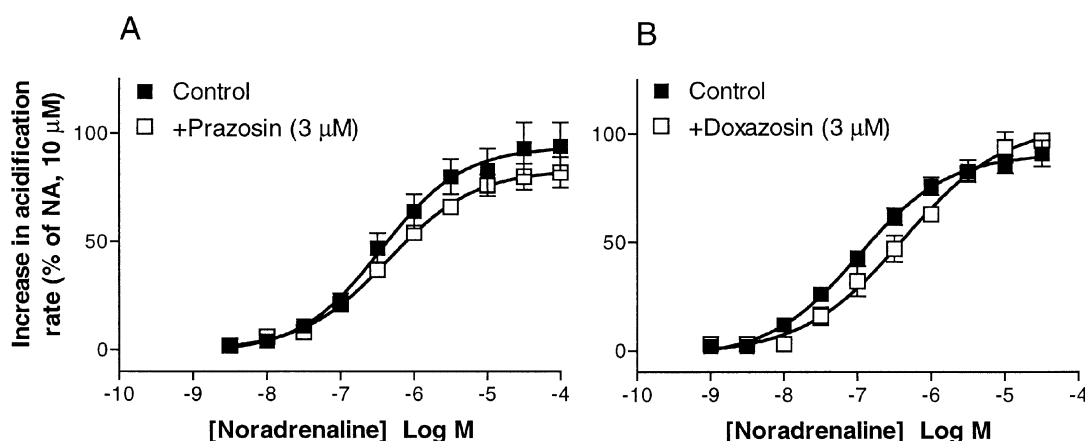 A
B
Increase in acidification
rate (% of NA, 10 μM)
Control
+Prazosin (3 μM)
100
50
0
-10
-9
-8
-7
-6
-5
-4
[Noradrenaline] Log M
Control
+Doxazosin (3 μM)
100
50
0
-10
-9
-8
-7
-6
-5
-4
[Noradrenaline] Log M